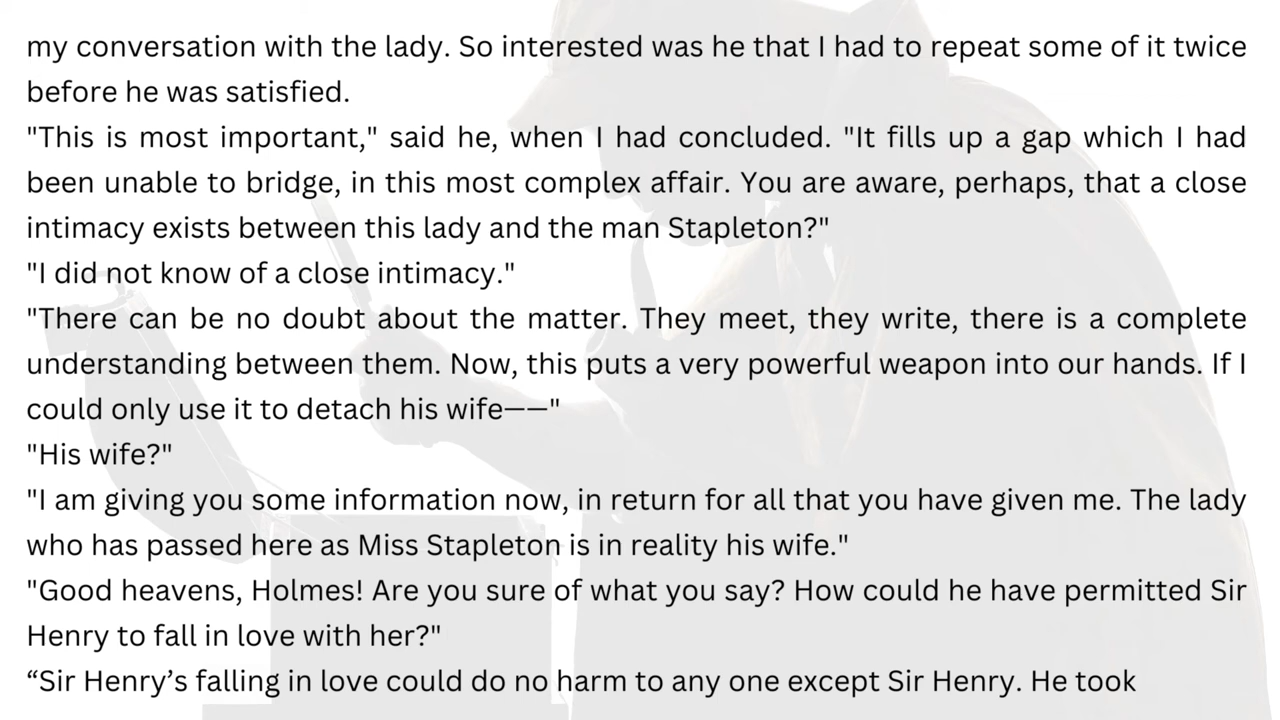 my conversation with the lady. So interested was he that I had to repeat some of it twice
before he was satisfied.
"This is most important," said he, when I had concluded. "It fills up a gap which I had
been unable to bridge, in this most complex affair. You are aware, perhaps, that a close
intimacy exists between this lady and the man Stapleton?"
"I did not know of a close intimacy."
"There can be no doubt about the matter. They meet, they write, there is a complete
understanding between them. Now, this puts a very powerful weapon into our hands. If I
could only use it to detach his wife——"
"His wife?"
"I am giving you some information now, in return for all that you have given me. The lady
who has passed here as Miss Stapleton is in reality his wife."
"Good heavens, Holmes! Are you sure of what you say? How could he have permitted Sir
Henry to fall in love with her?"
“Sir Henry’s falling in love could do no harm to any one except Sir Henry. He took